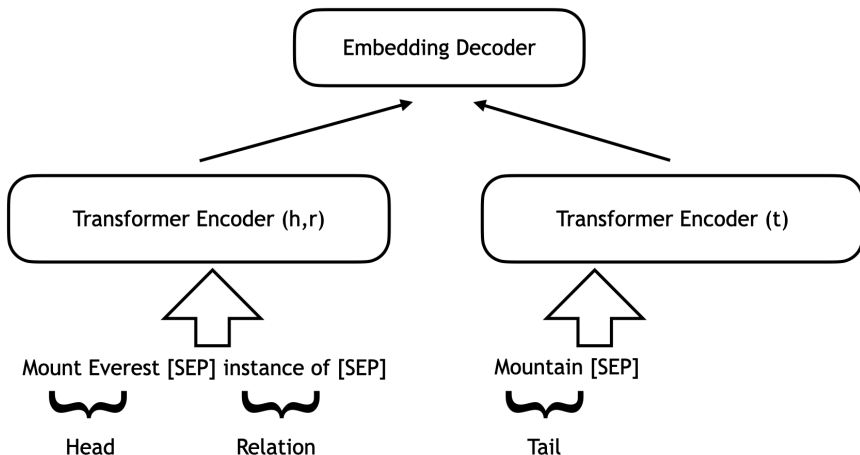 Embedding Decoder
Transformer Encoder (h,r)
Transformer Encoder (t)
Mount Everest [SEP] instance of [SEP]
Mountain [SEP]
Head
Relation
Tail